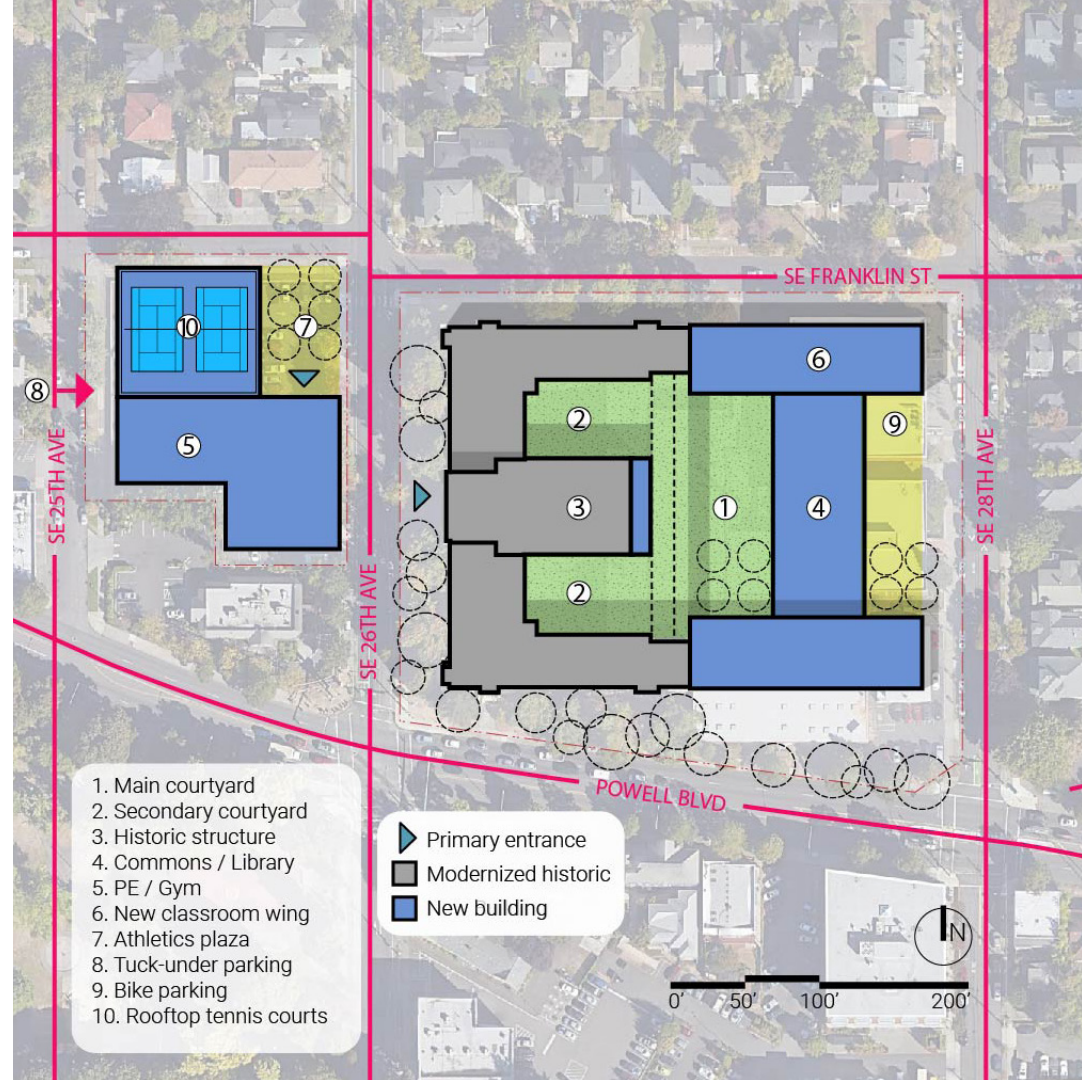 SE FRANKLIN ST
10
7
6
8
2
9
5
3
1
4
2
SE 25TH AVE
SE 26TH AVE
SE 28TH AVE
POWELL BLVD
1. Main courtyard
2. Secondary courtyard
3. Historic structure
4. Commons / Library
5. PE / Gym
6. New classroom wing
7. Athletics plaza
8. Tuck-under parking
9. Bike parking
10. Rooftop tennis courts
Primary entrance
Modernized historic
New building
N
0' 50' 100' 200'